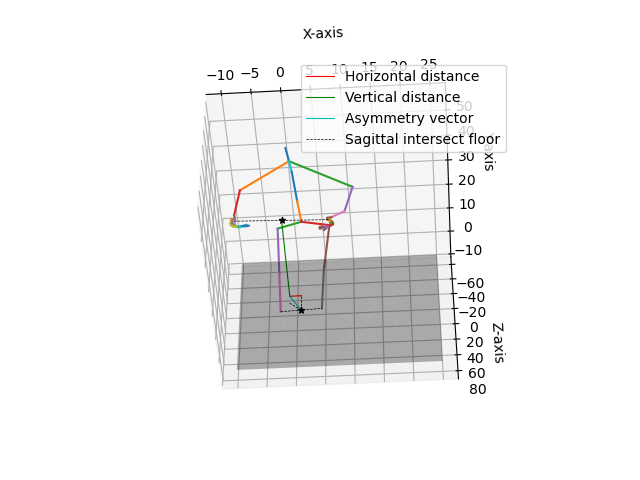 X-axis
−10 −5 0 5 10 15 20 25
Horizontal distance
Vertical distance
Asymmetry vector
Sagittal intersect floor
50
40
30
20
10
0
−10
axis
−60
−40
−20
0
20
40
60
80
Z-axis